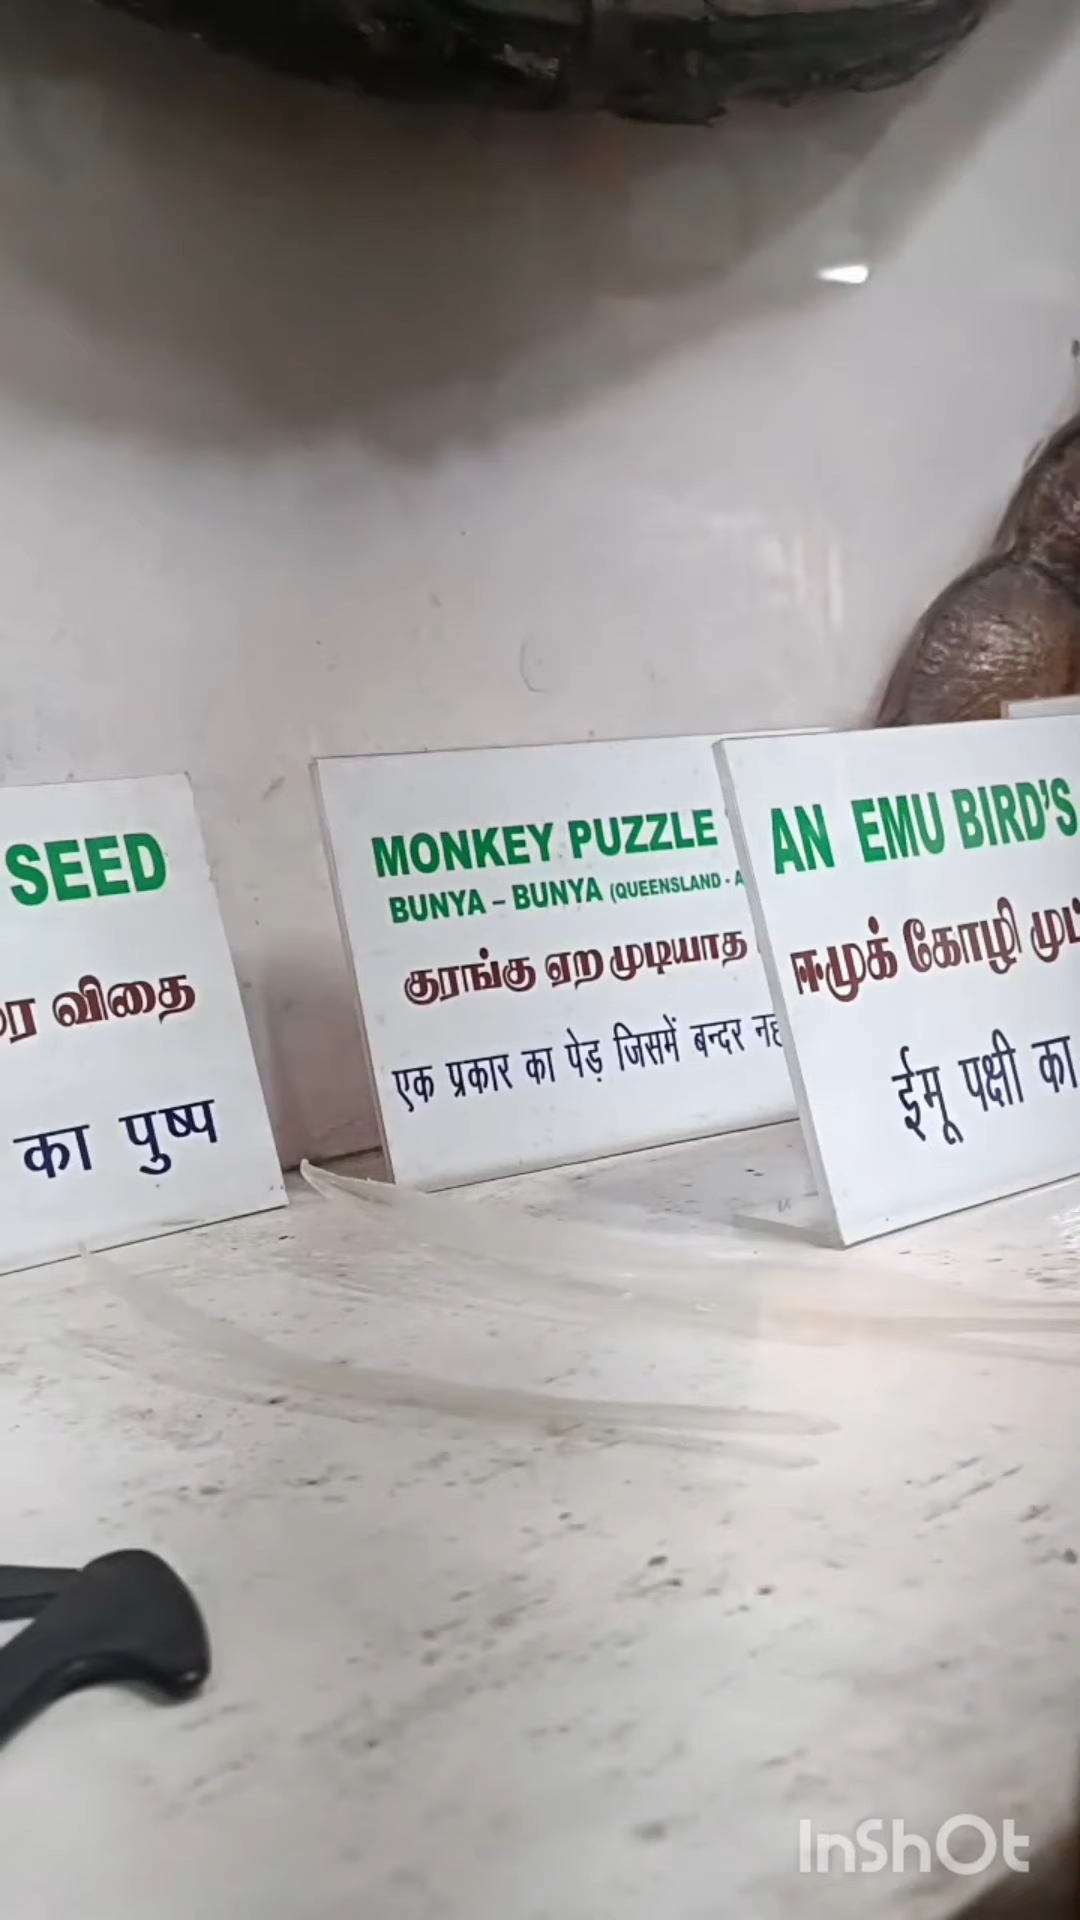 SEED
விதை
का पुष्प
MONKEY PUZZLE
BUNYA – BUNYA (QUEENSLAND -
குரங்கு ஏற முடியாத
एक प्रकार का पेड़ जिसमें बन्दर
AN EMU BIRD'S
ஈமுக் கோழி
ईमू पक्षी का
InShOt